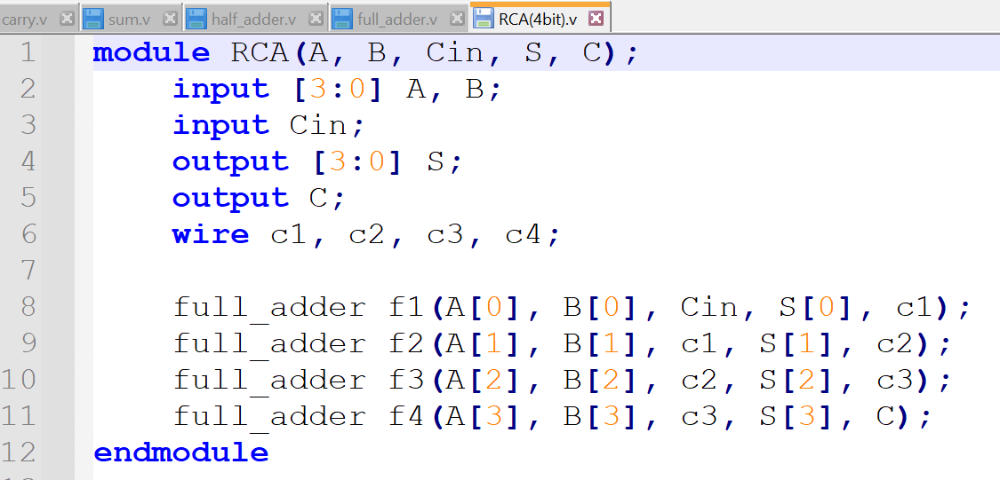 carry.v sum.v half_adder.v full_adder.v RCA(4bit).v
1 module RCA(A, B, Cin, S, C);
2 input [3:0] A, B;
3 input Cin;
4 output [3:0] S;
5 output C;
6 wire c1, c2, c3, c4;
7
8 full_adder f1(A[0], B[0], Cin, S[0], c1);
9 full_adder f2(A[1], B[1], c1, S[1], c2);
10 full_adder f3(A[2], B[2], c2, S[2], c3);
11 full_adder f4(A[3], B[3], c3, S[3], C);
12 endmodule